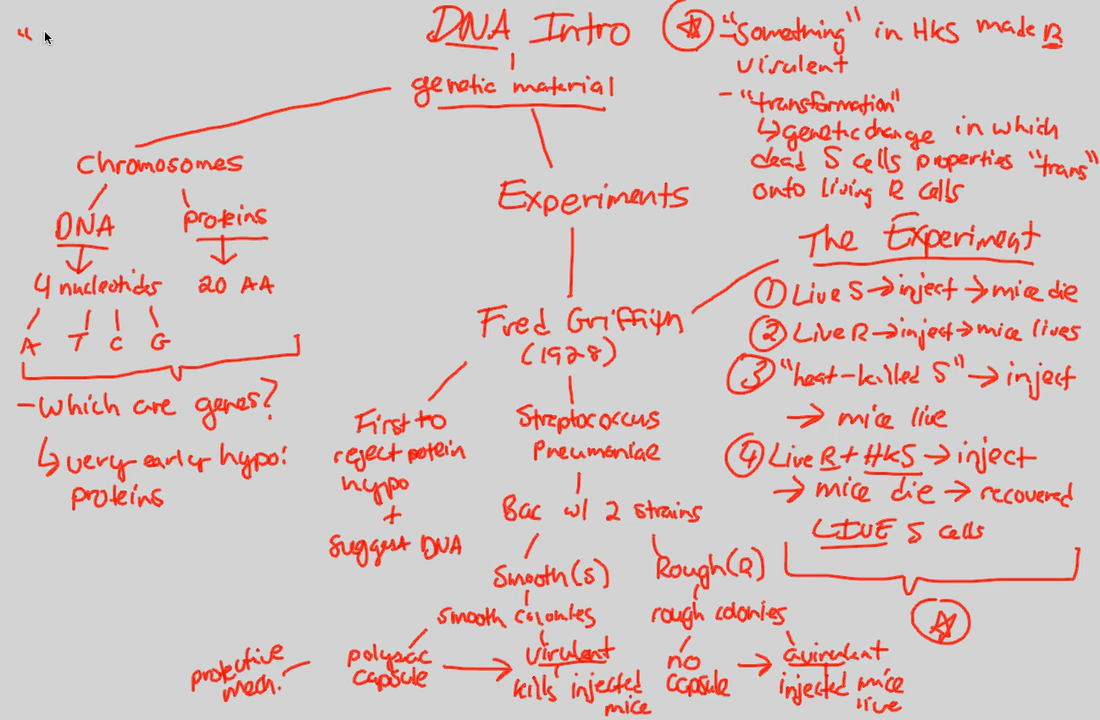 "
DNA Intro
genetic material
Chromosomes
DNA
proteins
4 nucleotides
20 AA
A T C G
-Which are genes?
↳ very early hypo:
proteins
Experiments
Fred Griffith
(1928)
First to
reject protein
hypo
+
suggest DNA
Streptococcus
Pneumoniae
Bac w/ 2 strains
Smooth(S)
smooth colonies
polysac
capsule
protective
mech.
→ virulent
kills injected
mice
Rough(R)
rough colonies
no
capsule
→ avirulent
injected mice
live
The Experiment
① Live S → inject → mice die
② Live R → inject → mice lives
③ "heat-killed S" → inject
→ mice live
④ Live R + HKS → inject
→ mice die → recovered
LIVE S cells
☆
☆ -"Something" in HKS made R
virulent
- "transformation"
↳ genetic change in which
dead S cells properties "trans"
onto living R cells